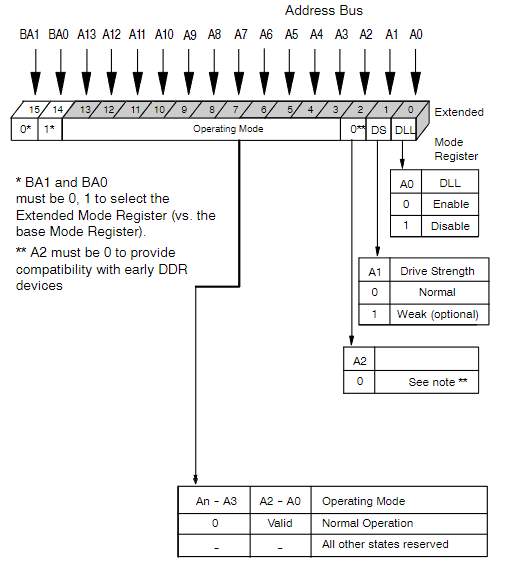 Address Bus
BA1 BA0 A13 A12 A11 A10 A9 A8 A7 A6 A5 A4 A3 A2 A1 A0
15 14 13 12 11 10 9 8 7 6 5 4 3 2 1 0
Extended
Mode
Register
0* 1* Operating Mode 0** DS DLL
A0 DLL
0 Enable
1 Disable
* BA1 and BA0
must be 0, 1 to select the
Extended Mode Register (vs. the
base Mode Register).
** A2 must be 0 to provide
compatibility with early DDR
devices
A1 Drive Strength
0 Normal
1 Weak (optional)
A2
0 See note **
An - A3 A2 - A0 Operating Mode
0 Valid Normal Operation
- - All other states reserved